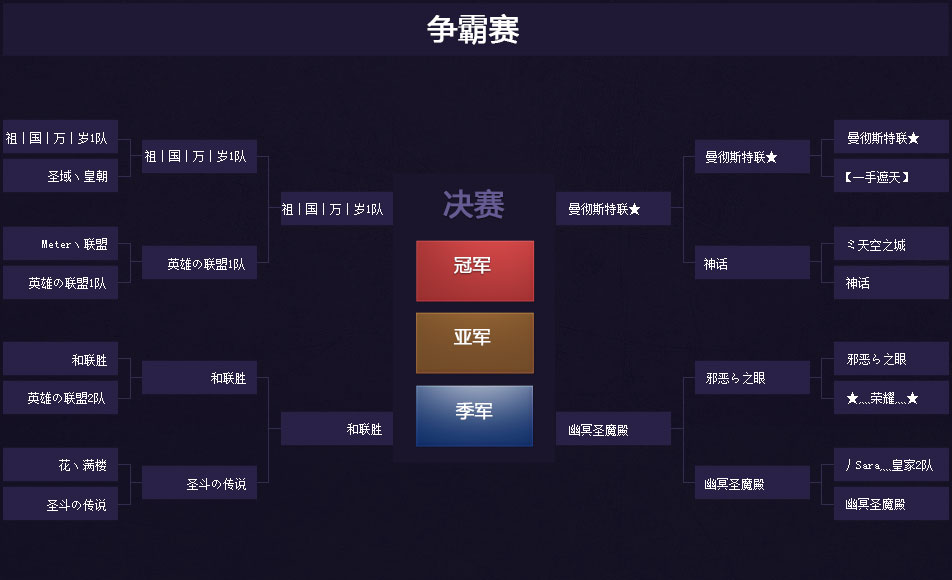 争霸赛
祖丨国丨万丨岁1队
圣域丶皇朝
Meter丶联盟
英雄の联盟1队
和联胜
英雄の联盟2队
花丶满楼
圣斗の传说
祖丨国丨万丨岁1队
英雄の联盟1队
和联胜
圣斗の传说
祖丨国丨万丨岁1队
和联胜
决赛
冠军
亚军
季军
曼彻斯特联★
幽冥圣魔殿
曼彻斯特联★
神话
邪恶ら之眼
幽冥圣魔殿
曼彻斯特联★
【一手遮天】
ミ天空之城
神话
邪恶ら之眼
★灬荣耀灬★
丿Sara灬皇家2队
幽冥圣魔殿